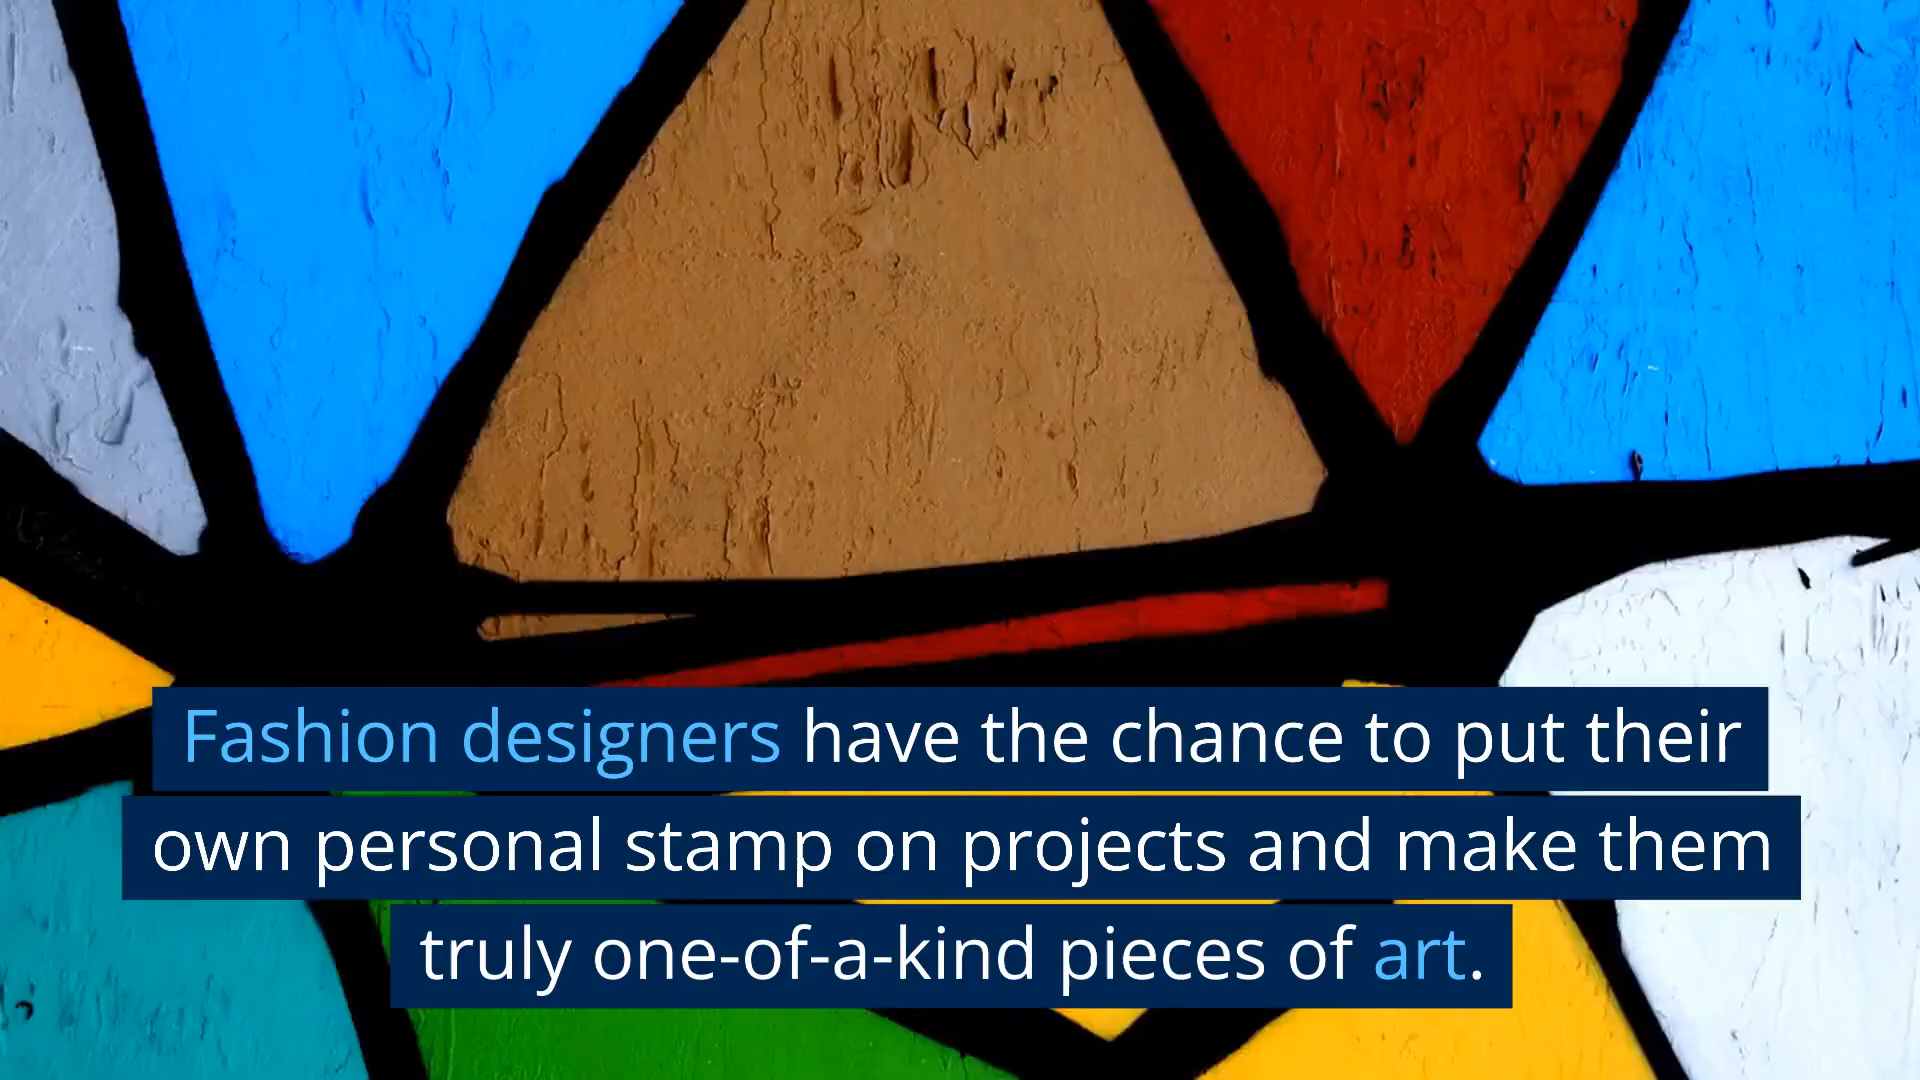 Fashion designers have the chance to put their
own personal stamp on projects and make them
truly one-of-a-kind pieces of art.